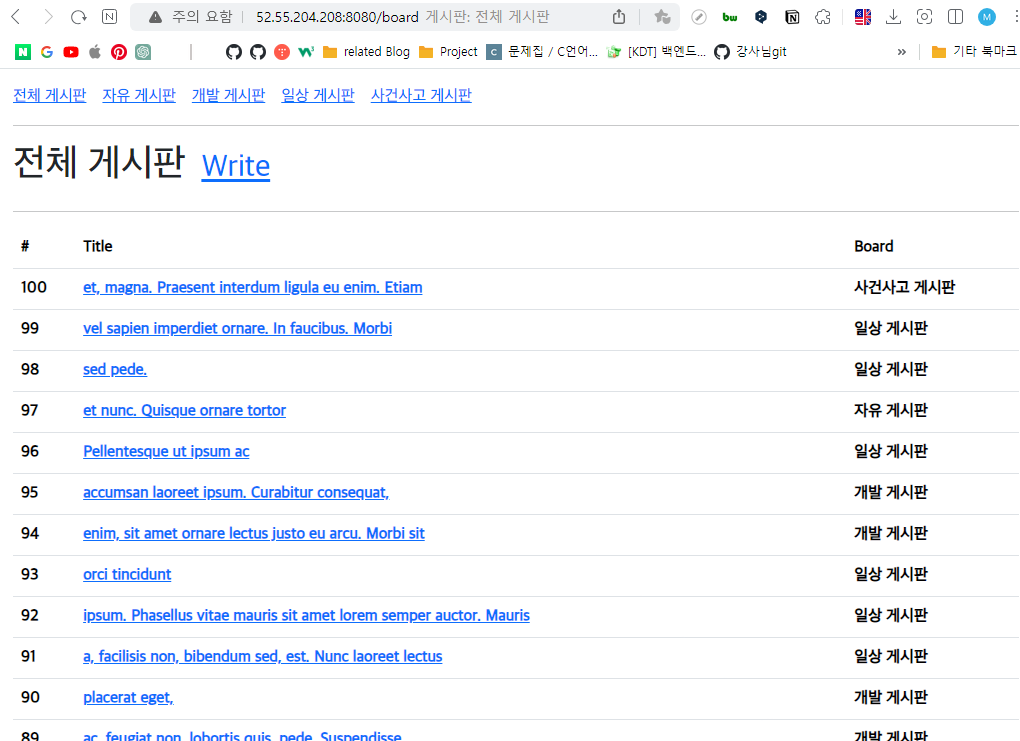 주의 요함 52.55.204.208:8080/board 게시판: 전체 게시판
related Blog Project 문제집 / C언어... [KDT] 백엔드... 강사님git » 기타 북마크
전체 게시판 자유 게시판 개발 게시판 일상 게시판 사건사고 게시판
전체 게시판 Write
# Title Board
100 et, magna. Praesent interdum ligula eu enim. Etiam 사건사고 게시판
99 vel sapien imperdiet ornare. In faucibus. Morbi 일상 게시판
98 sed pede. 일상 게시판
97 et nunc. Quisque ornare tortor 자유 게시판
96 Pellentesque ut ipsum ac 일상 게시판
95 accumsan laoreet ipsum. Curabitur consequat, 개발 게시판
94 enim, sit amet ornare lectus justo eu arcu. Morbi sit 개발 게시판
93 orci tincidunt 일상 게시판
92 ipsum. Phasellus vitae mauris sit amet lorem semper auctor. Mauris 일상 게시판
91 a, facilisis non, bibendum sed, est. Nunc laoreet lectus 일상 게시판
90 placerat eget, 개발 게시판
89 ac, feugiat non, lobortis quis, pede. Suspendisse 개발 게시판